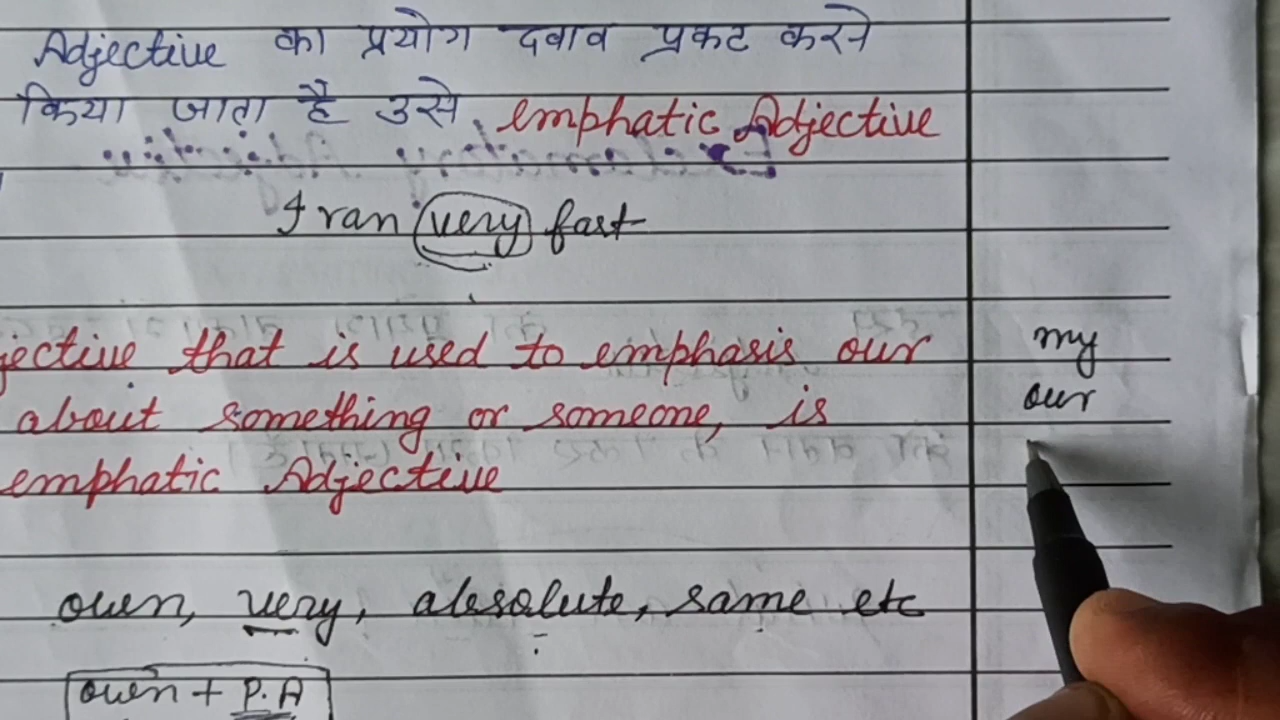 Adjective का प्रयोग दवाव प्रकट करने
किया जाता है उसे emphatic Adjective
I ran very fast
jective that is used to emphasis our
about something or someone, is
emphatic Adjective
my
our
own, very, absolute, same etc
own + P.A